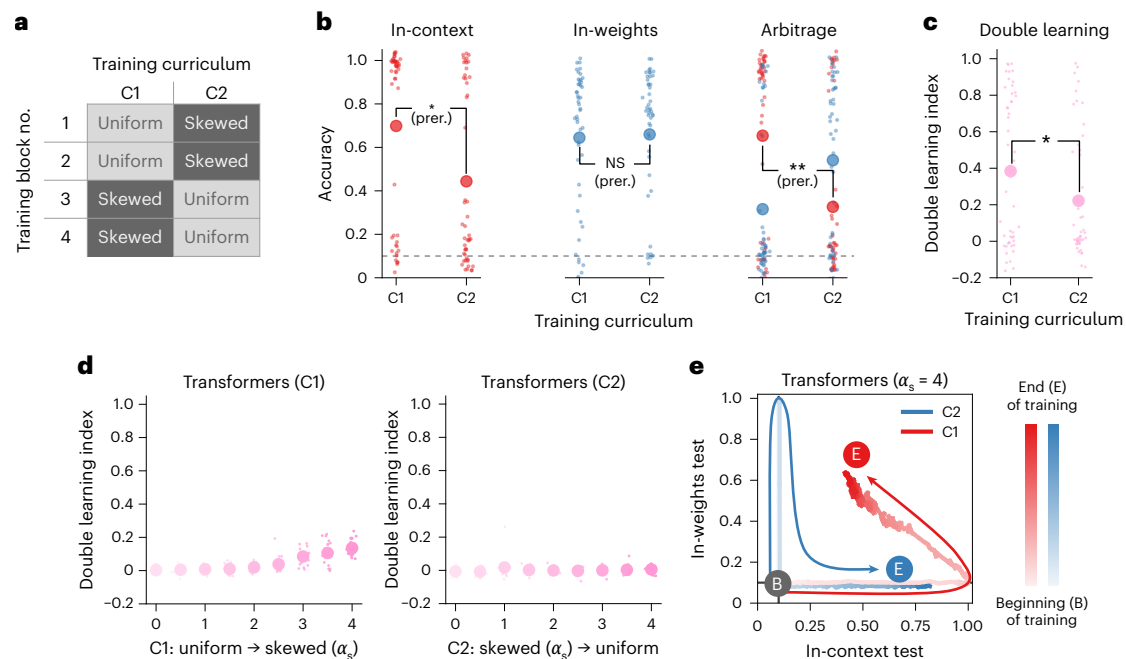 a
Training curriculum
C1 C2
Training block no.
1 Uniform Skewed
2 Uniform Skewed
3 Skewed Uniform
4 Skewed Uniform
b
In-context
In-weights
Arbitrage
Accuracy
1.0
0.8
0.6
0.4
0.2
0
*
(prer.)
NS
(prer.)
**
(prer.)
C1 C2
C1 C2
C1 C2
Training curriculum
c
Double learning
Double learning index
1.0
0.8
0.6
0.4
0.2
0
−0.2
*
C1 C2
Training curriculum
d
Transformers (C1)
Double learning index
1.0
0.8
0.6
0.4
0.2
0
−0.2
0 1 2 3 4
C1: uniform → skewed (αs)
Transformers (C2)
Double learning index
1.0
0.8
0.6
0.4
0.2
0
−0.2
0 1 2 3 4
C2: skewed (αs) → uniform
e
Transformers (αs = 4)
In-weights test
1.0
0.8
0.6
0.4
0.2
0
C2
C1
E
E
B
0 0.25 0.50 0.75 1.00
In-context test
End (E)
of training
Beginning (B)
of training